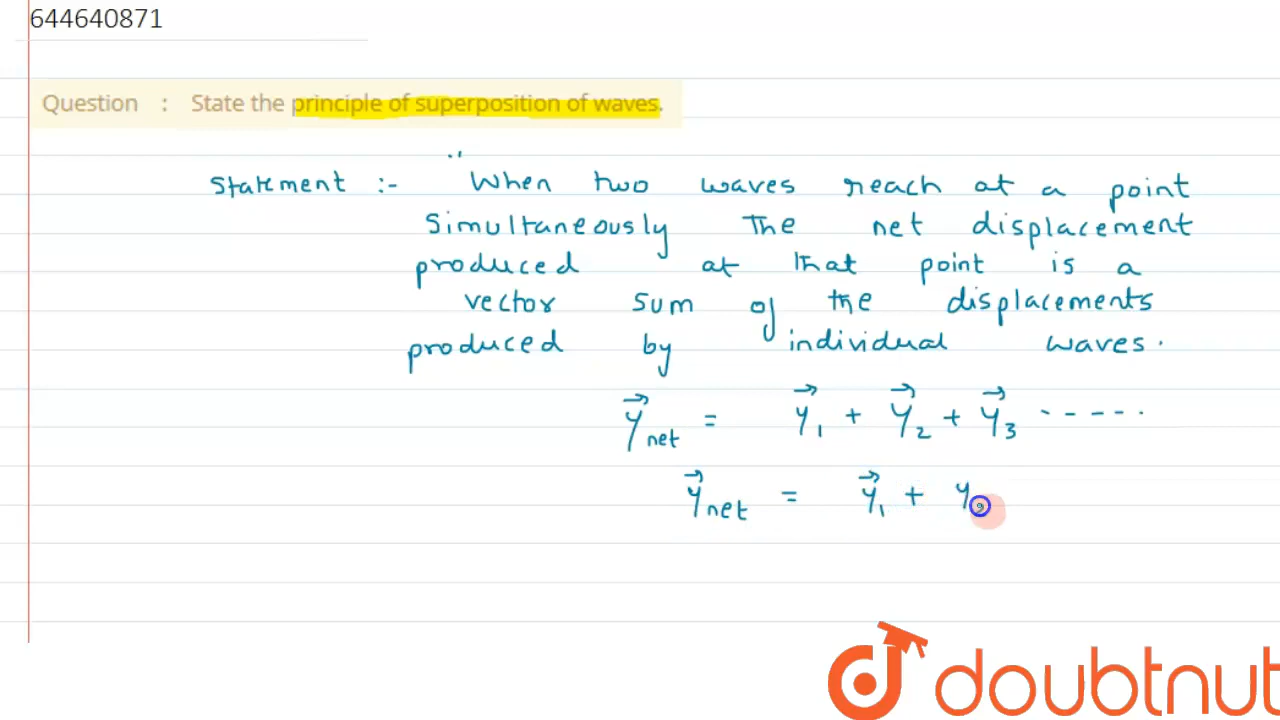 644640871
Question : State the principle of superposition of waves.
Statement :- "When two waves reach at a point
Simultaneously the net displacement
produced at that point is a
vector sum of the displacements
produced by individual waves.
y⃗net = y⃗1 + y⃗2 + y⃗3 -----.
y⃗net = y⃗1 + y2
doubtnut